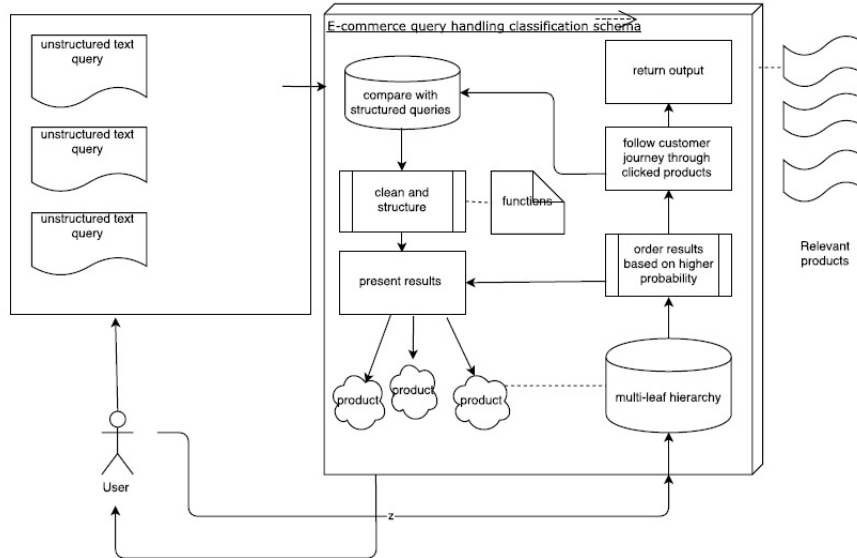 unstructured text
query
unstructured text
query
unstructured text
query
User
E-commerce query handling classification schema
compare with
structured queries
clean and
structure
functions
present results
product
product
product
return output
follow customer
journey through
clicked products
order results
based on higher
probability
multi-leaf hierarchy
z
Relevant
products